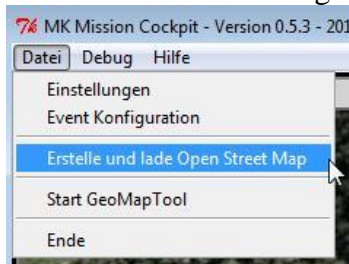 MK Mission Cockpit - Version 0.5.3 - 201
Datei Debug Hilfe
Einstellungen
Event Konfiguration
Erstelle und lade Open Street Map
Start GeoMapTool
Ende